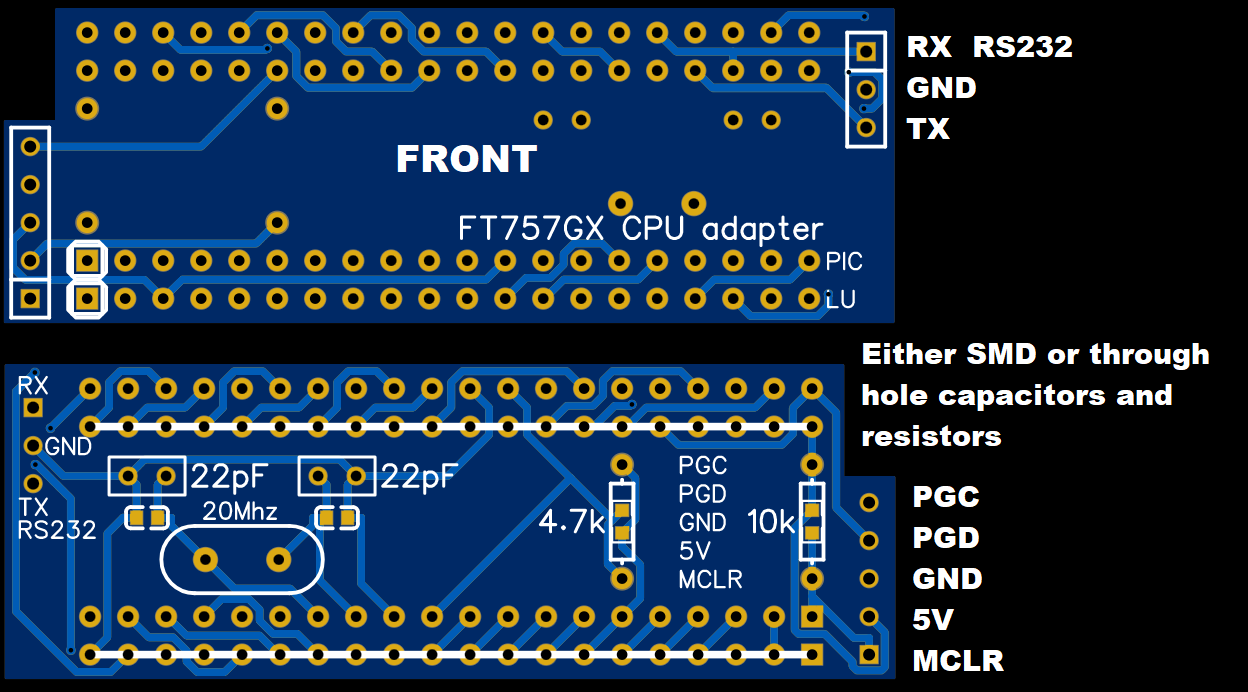 RX RS232
GND
TX
FRONT
FT757GX CPU adapter
PIC
LU
Either SMD or through
hole capacitors and
resistors
RX
GND
TX
RS232
22pF
22pF
20Mhz
4.7k
PGC
PGD
GND
5V
MCLR
10k
PGC
PGD
GND
5V
MCLR